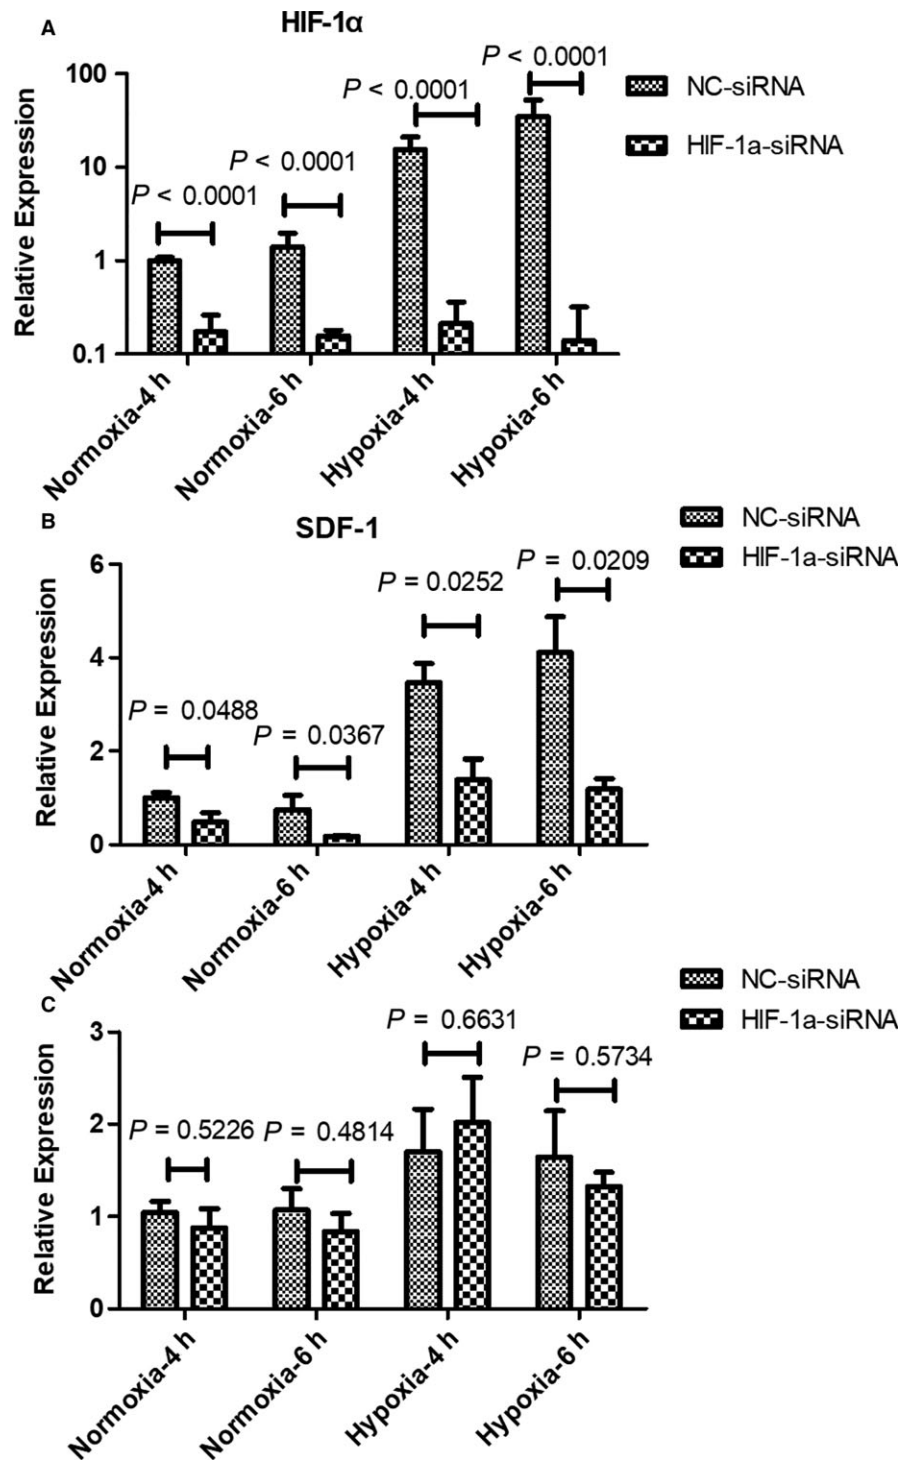 A
HIF-1α
P < 0.0001
P < 0.0001
P < 0.0001
P < 0.0001
NC-siRNA
HIF-1a-siRNA
Relative Expression
100
10
1
0.1
Normoxia-4 h
Normoxia-6 h
Hypoxia-4 h
Hypoxia-6 h
B
SDF-1
NC-siRNA
HIF-1a-siRNA
P = 0.0488
P = 0.0367
P = 0.0252
P = 0.0209
Relative Expression
6
4
2
0
Normoxia-4 h
Normoxia-6 h
Hypoxia-4 h
Hypoxia-6 h
C
NC-siRNA
HIF-1a-siRNA
P = 0.5226
P = 0.4814
P = 0.6631
P = 0.5734
Relative Expression
3
2
1
0
Normoxia-4 h
Normoxia-6 h
Hypoxia-4 h
Hypoxia-6 h